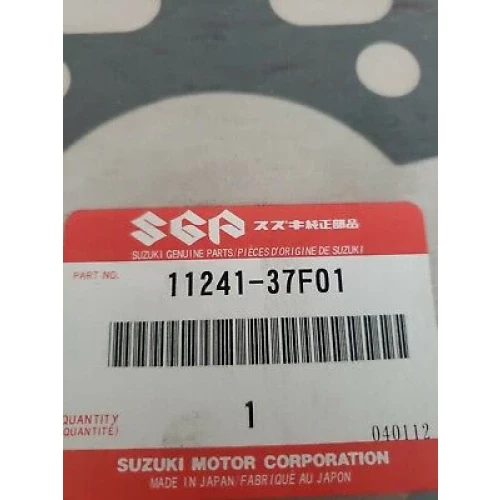 SGP スズキ純正部品
SUZUKI GENUINE PARTS/PIÈCES D'ORIGINE DE SUZUKI
PART NO. 11241-37F01
QUANTITY
(QUANTITÉ) 1
040112
SUZUKI MOTOR CORPORATION
MADE IN JAPAN FABRIQUÉ AU JAPON